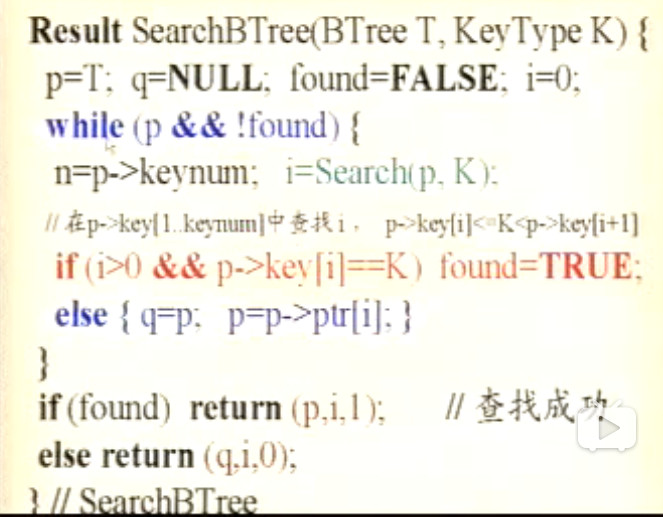 Result SearchBTree(BTree T, KeyType K) {
p=T; q=NULL; found=FALSE; i=0;
while (p && !found) {
n=p->keynum; i=Search(p, K);
// 在p->key[1..keynum]中查找i， p->key[i]<=K<p->key[i+1]
if (i>0 && p->key[i]==K) found=TRUE;
else { q=p; p=p->ptr[i]; }
}
if (found) return (p,i,1); // 查找成功
else return (q,i,0);
} // SearchBTree